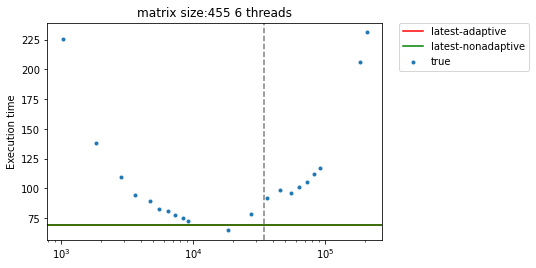 matrix size:455 6 threads
latest-adaptive
latest-nonadaptive
true
Execution time
225
200
175
150
125
100
75
10³
10⁴
10⁵